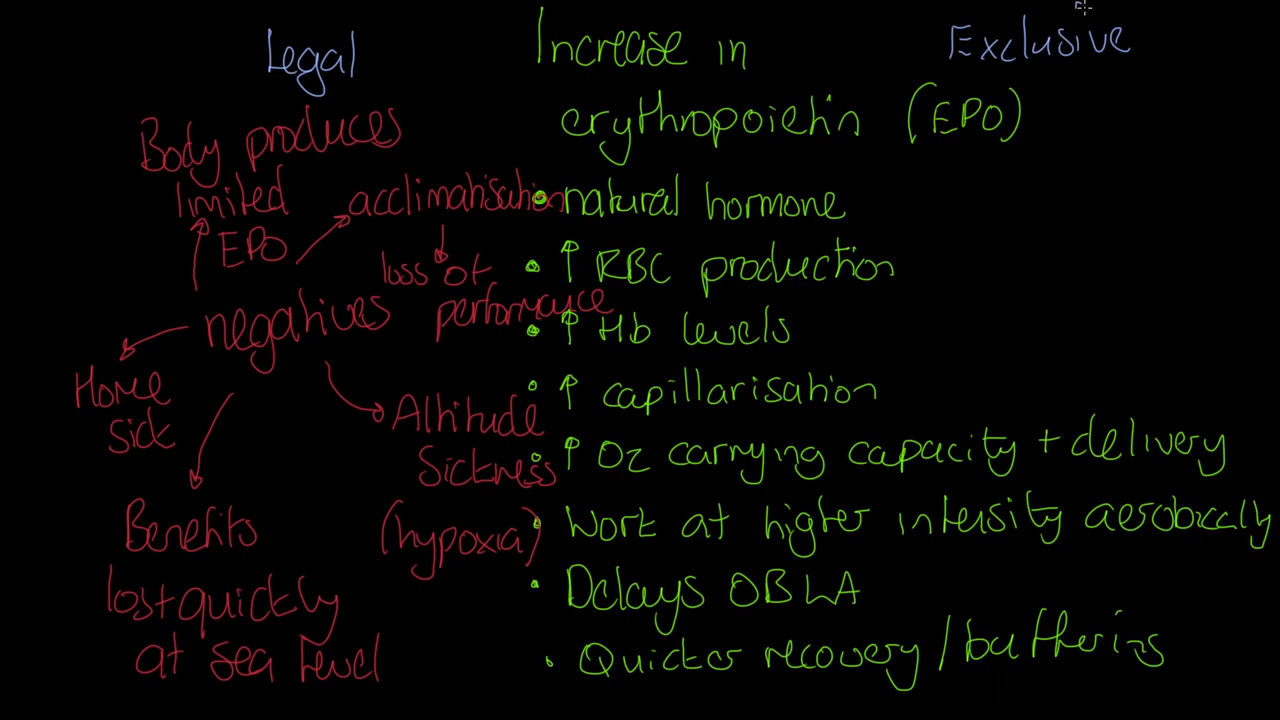 Legal
Body produces
limited
EPO
acclimatisation
loss of
performance
negatives
Home
Sick
Altitude
Sickness
(hypoxia)
Benefits
lost quickly
at sea level
Increase in
erythropoietin (EPO)
• natural hormone
• ↑ RBC production
• ↑ Hb levels
• ↑ capillarisation
• ↑ O2 carrying capacity + delivery
• Work at higher intensity aerobically
• Delays OBLA
• Quicker recovery / buffering
Exclusive